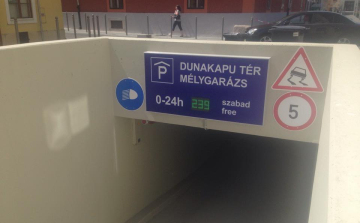 P
DUNAKAPU TÉR
MÉLYGARÁZS
0-24h 239 szabad
free
5